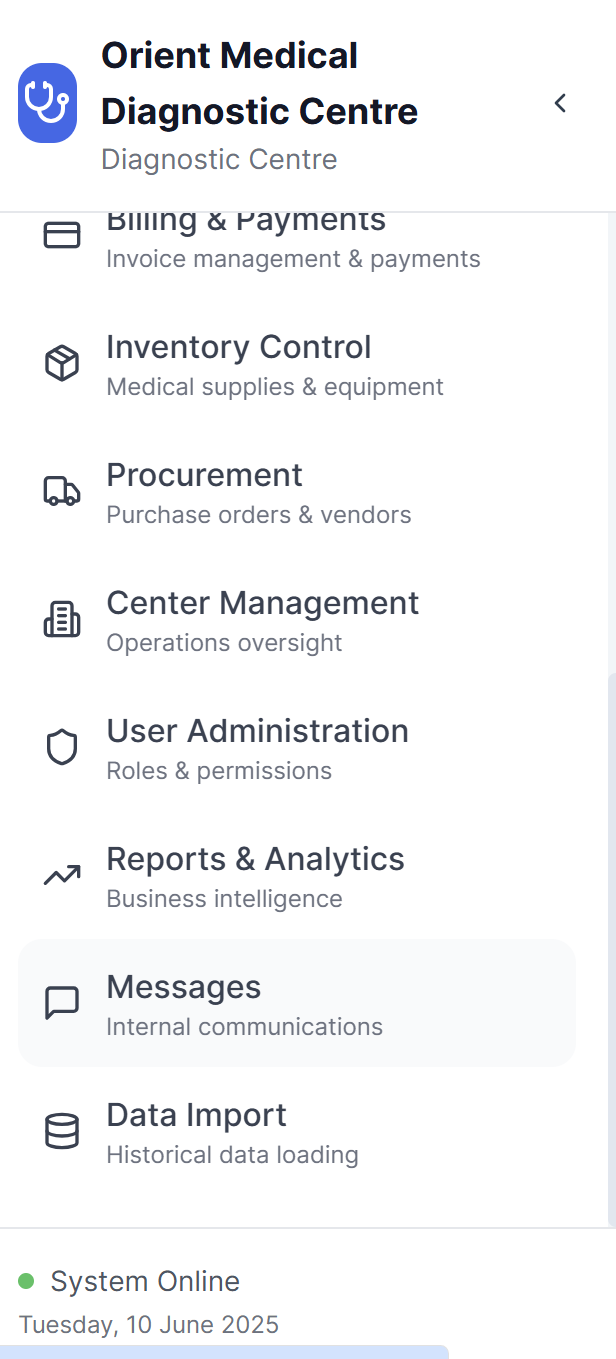 Orient Medical
Diagnostic Centre
Diagnostic Centre
Billing & Payments
Invoice management & payments
Inventory Control
Medical supplies & equipment
Procurement
Purchase orders & vendors
Center Management
Operations oversight
User Administration
Roles & permissions
Reports & Analytics
Business intelligence
Messages
Internal communications
Data Import
Historical data loading
System Online
Tuesday, 10 June 2025